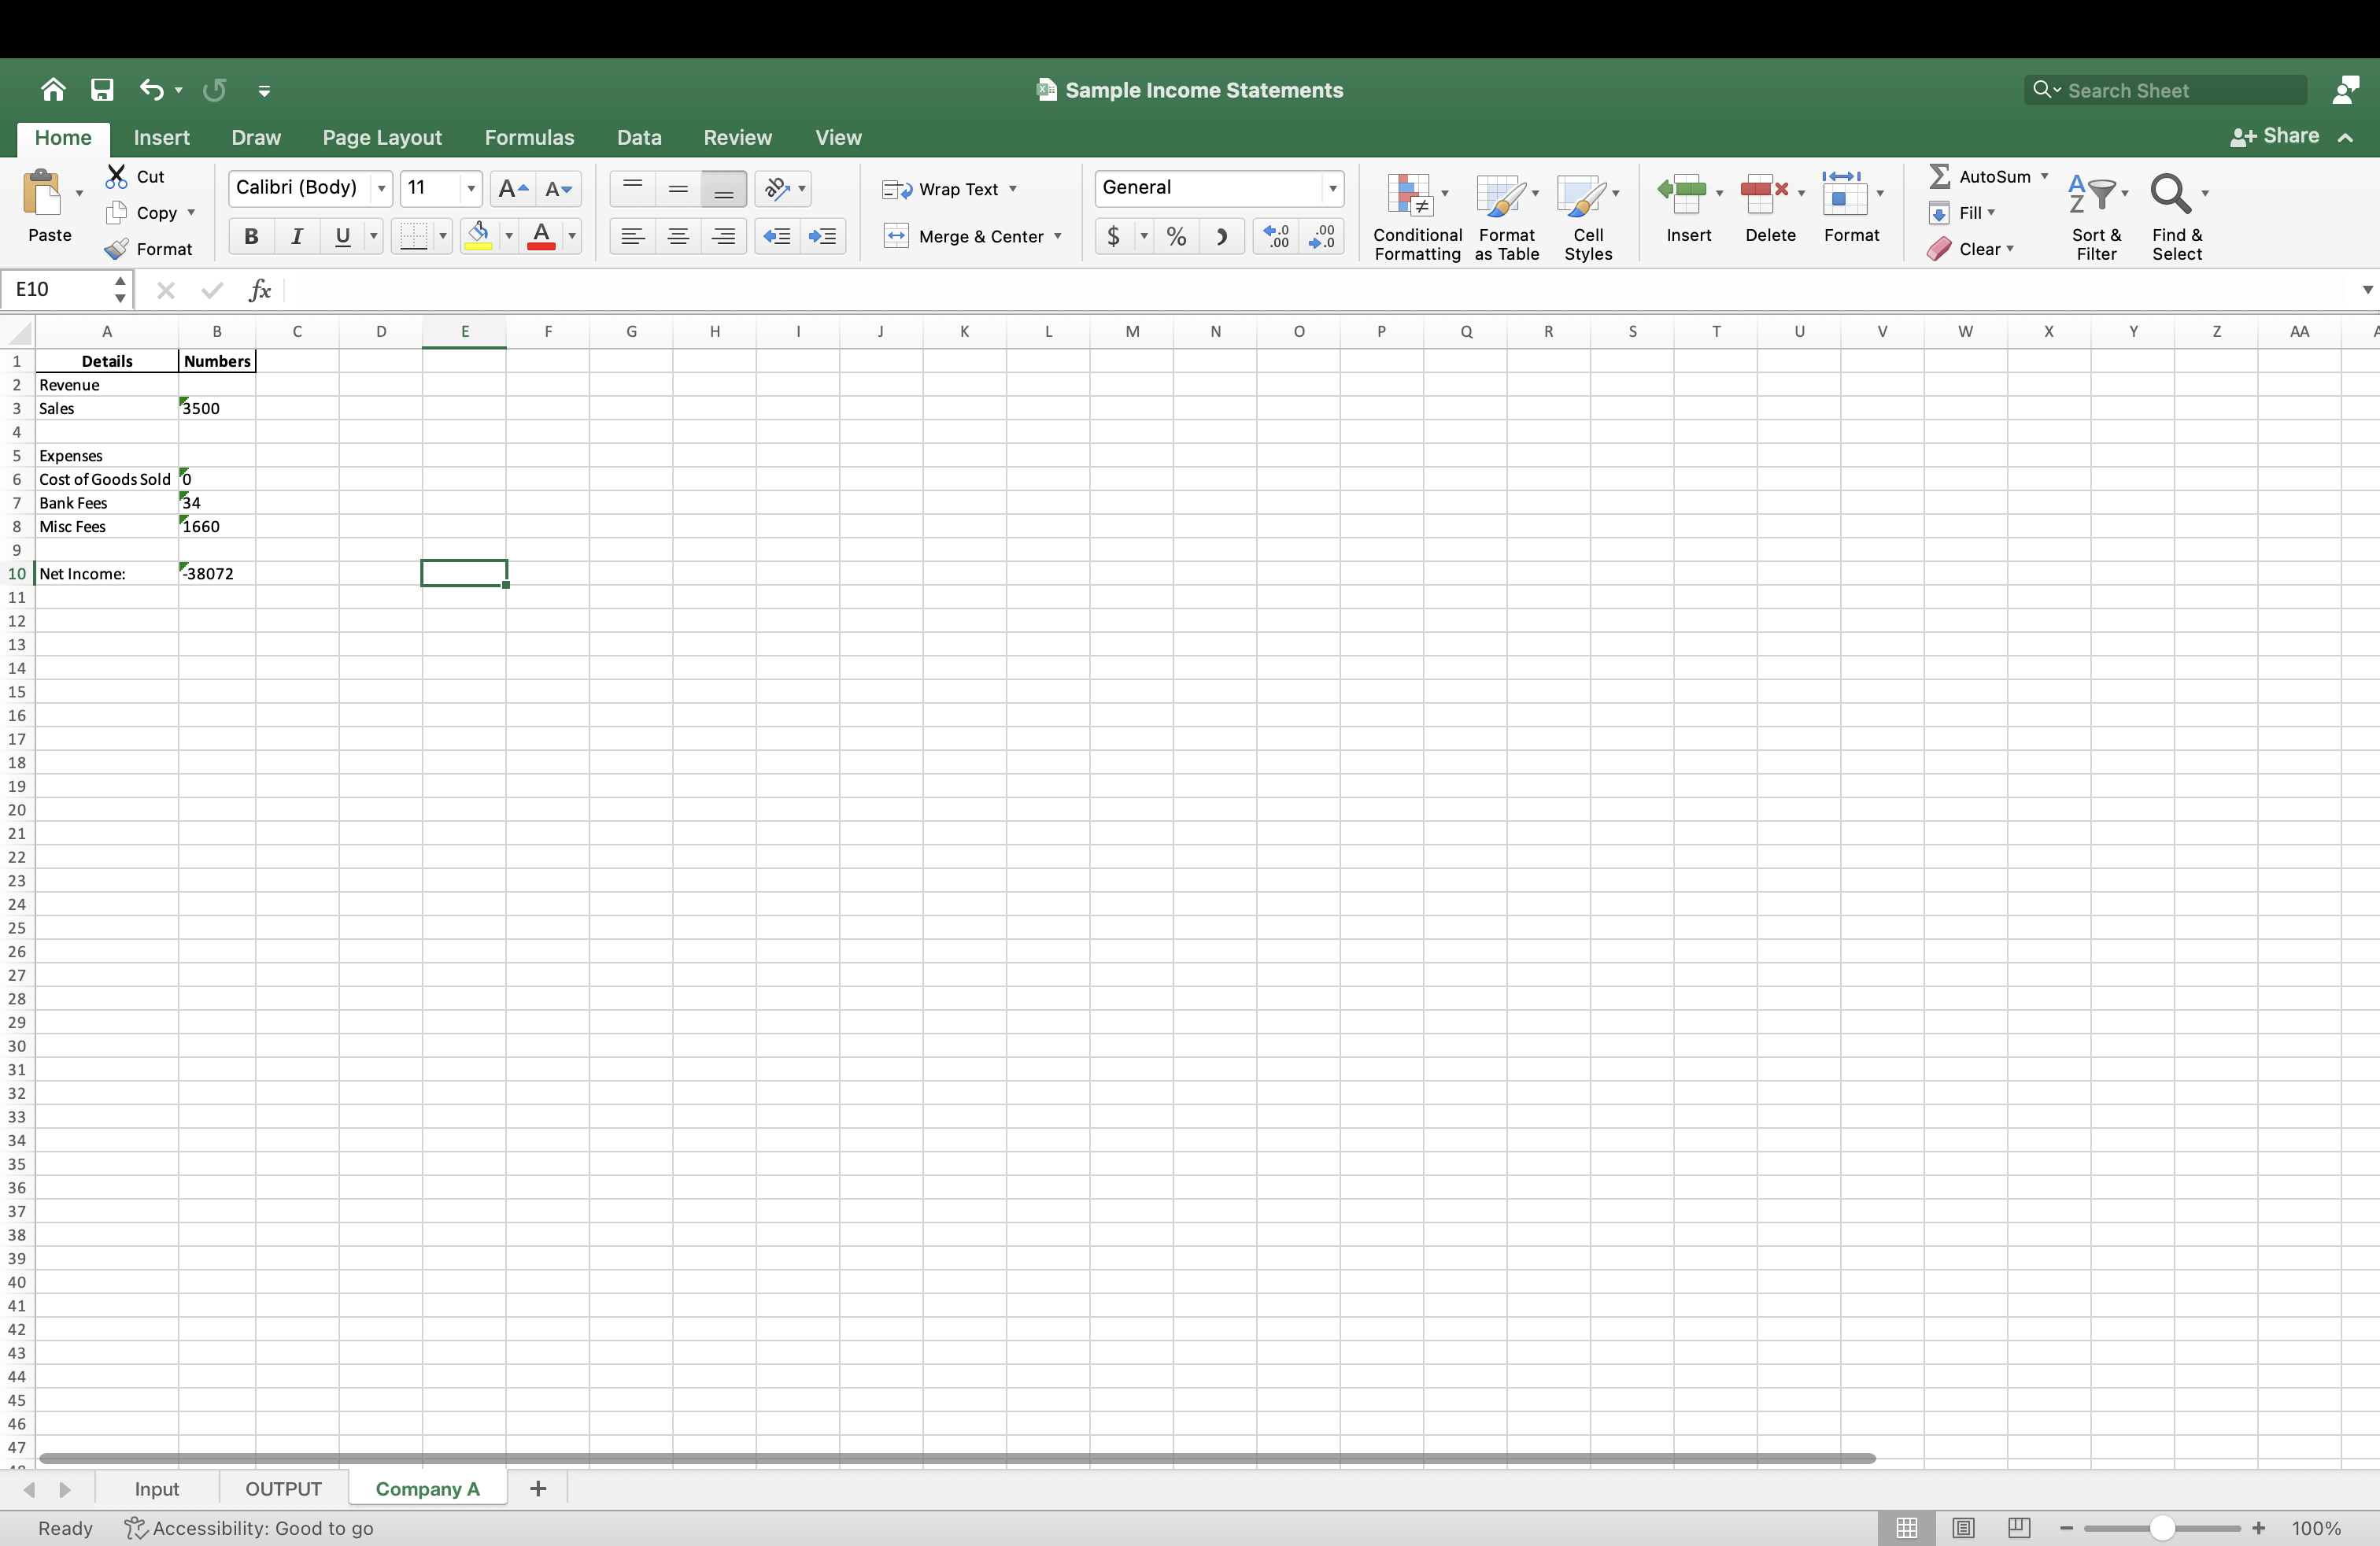 Sample Income Statements
Search Sheet
Home Insert Draw Page Layout Formulas Data Review View
Share
Paste
Cut
Copy
Format
Calibri (Body) 11
Wrap Text
Merge & Center
General
Conditional Formatting
Format as Table
Cell Styles
Insert
Delete
Format
AutoSum
Fill
Clear
Sort & Filter
Find & Select
E10 fx
A B C D E F G H I J K L M N O P Q R S T U V W X Y Z AA
1 Details Numbers
2 Revenue
3 Sales 3500
4
5 Expenses
6 Cost of Goods Sold 0
7 Bank Fees 34
8 Misc Fees 1660
9
10 Net Income: -38072
11
12
13
14
15
16
17
18
19
20
21
22
23
24
25
26
27
28
29
30
31
32
33
34
35
36
37
38
39
40
41
42
43
44
45
46
47
Input OUTPUT Company A +
Ready Accessibility: Good to go 100%